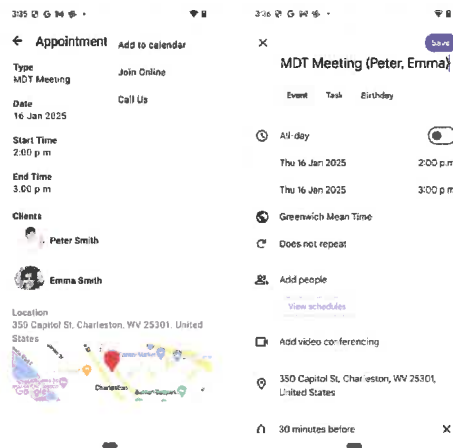 3:35
Appointment
Add to calendar
Type
MDT Meeting
Join Online
Date
16 Jan 2025
Call Us
Start Time
2:00 p m
End Time
3.00 p m
Clients
Peter Smith
Emma Smith
Location
350 Capitol St, Charleston, WV 25301, United
States
Charleston
3:36
Save
MDT Meeting (Peter, Emma)
Event Task Birthday
All-day
Thu 16 Jan 2025 2:00 p.m
Thu 16 Jan 2025 3:00 p m
Greenwich Mean Time
Does not repeat
Add people
View schedules
Add video conferencing
350 Capitol St, Charleston, WV 25301,
United States
30 minutes before